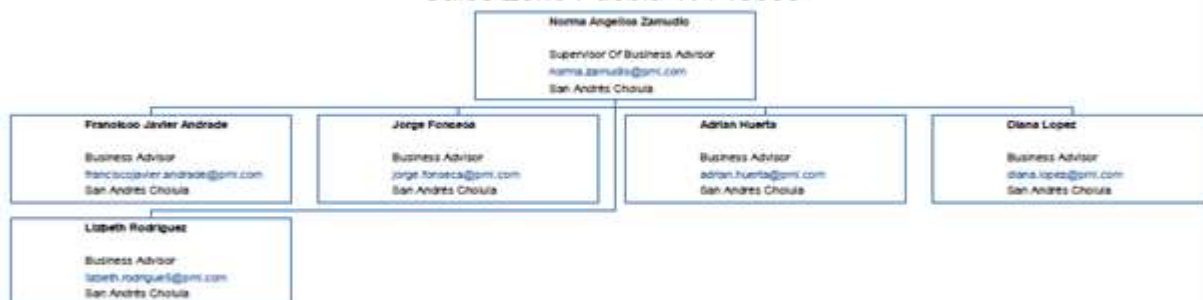 Norma Angelica Zamudio
Supervisor Of Business Advisor
norma.zamudio@pmi.com
San Andrés Cholula
Francisco Javier Andrade
Business Advisor
franciscojavier.andrade@pmi.com
San Andrés Cholula
Jorge Fonseca
Business Advisor
jorge.fonseca@pmi.com
San Andrés Cholula
Adrian Huerta
Business Advisor
adrian.huerta@pmi.com
San Andrés Cholula
Diana Lopez
Business Advisor
diana.lopez@pmi.com
San Andrés Cholula
Lizbeth Rodriguez
Business Advisor
San Andrés Cholula